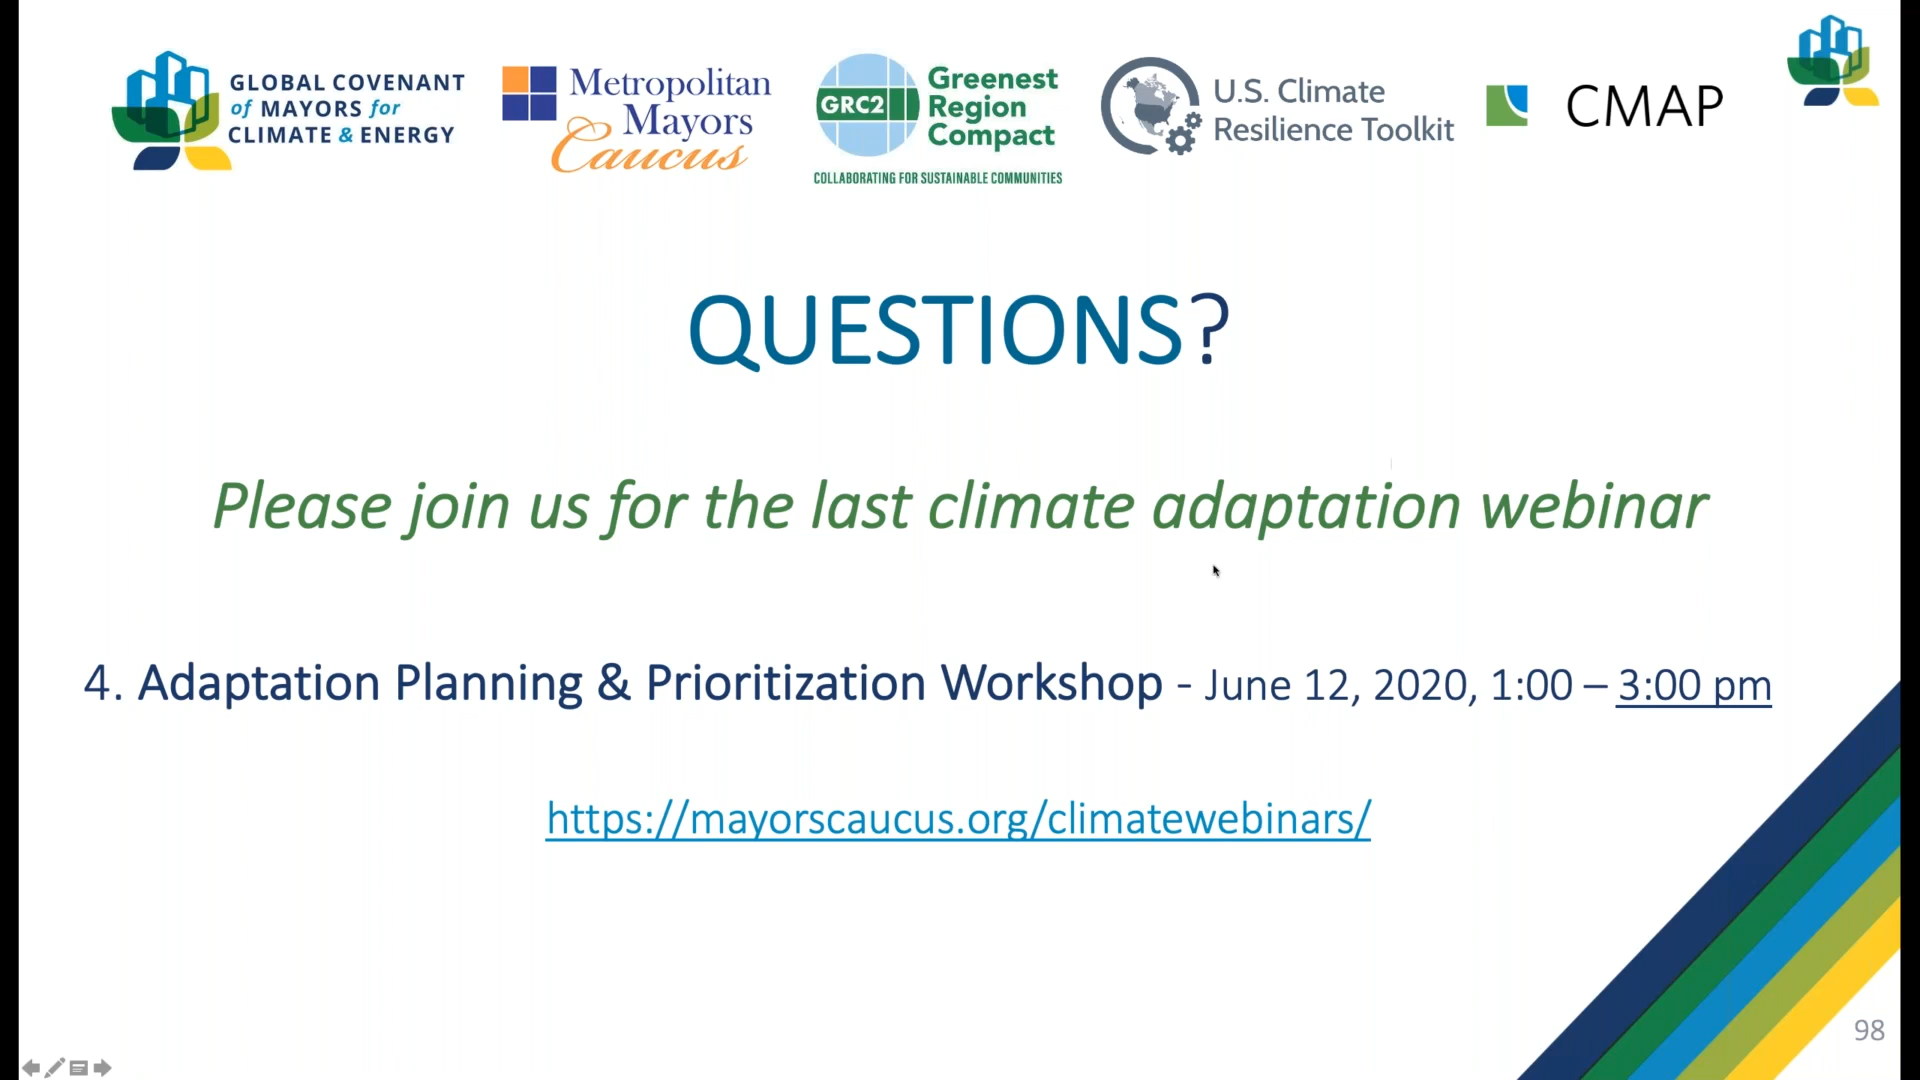 GLOBAL COVENANT
of MAYORS for
CLIMATE & ENERGY
Metropolitan
Mayors
Caucus
GRC2
Greenest
Region
Compact
COLLABORATING FOR SUSTAINABLE COMMUNITIES
U.S. Climate
Resilience Toolkit
CMAP
QUESTIONS?
Please join us for the last climate adaptation webinar
4. Adaptation Planning & Prioritization Workshop - June 12, 2020, 1:00 – 3:00 pm
https://mayorscaucus.org/climatewebinars/
98